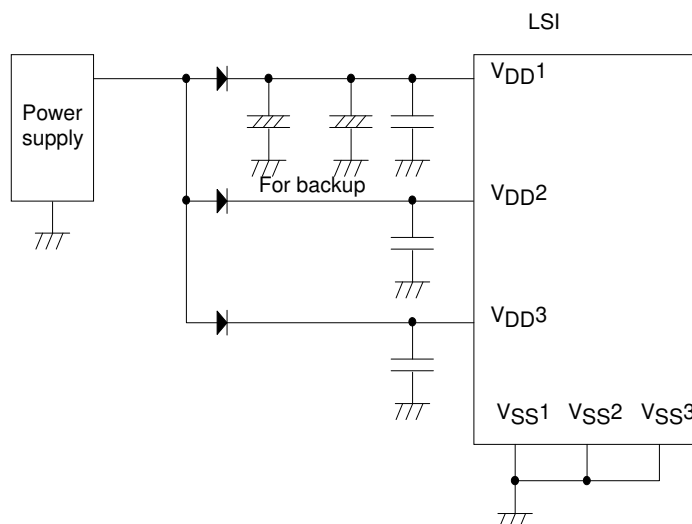 LSI
Power
supply
VDD1
For backup
VDD2
VDD3
VSS1 VSS2 VSS3